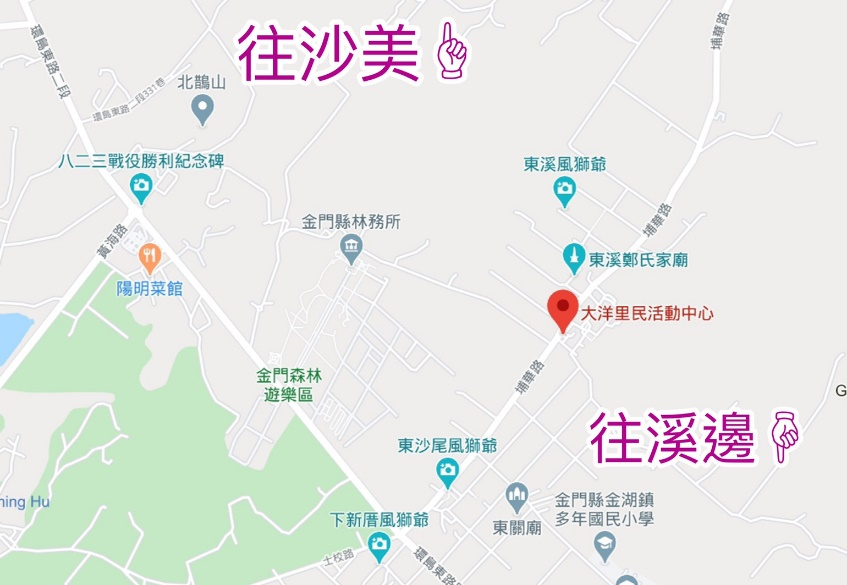 往沙美
環島東路二段
埔華路
北鵲山
環島東路二段331巷
八二三戰役勝利紀念碑
東溪風獅爺
金門縣林務所
埔華路
黃海路
東溪鄭氏家廟
陽明菜館
大洋里民活動中心
金門森林
遊樂區
埔華路
G
往溪邊
東沙尾風獅爺
ning Hu
金門縣金湖鎮
多年國民小學
東關廟
下新厝風獅爺
士校路
環島東路